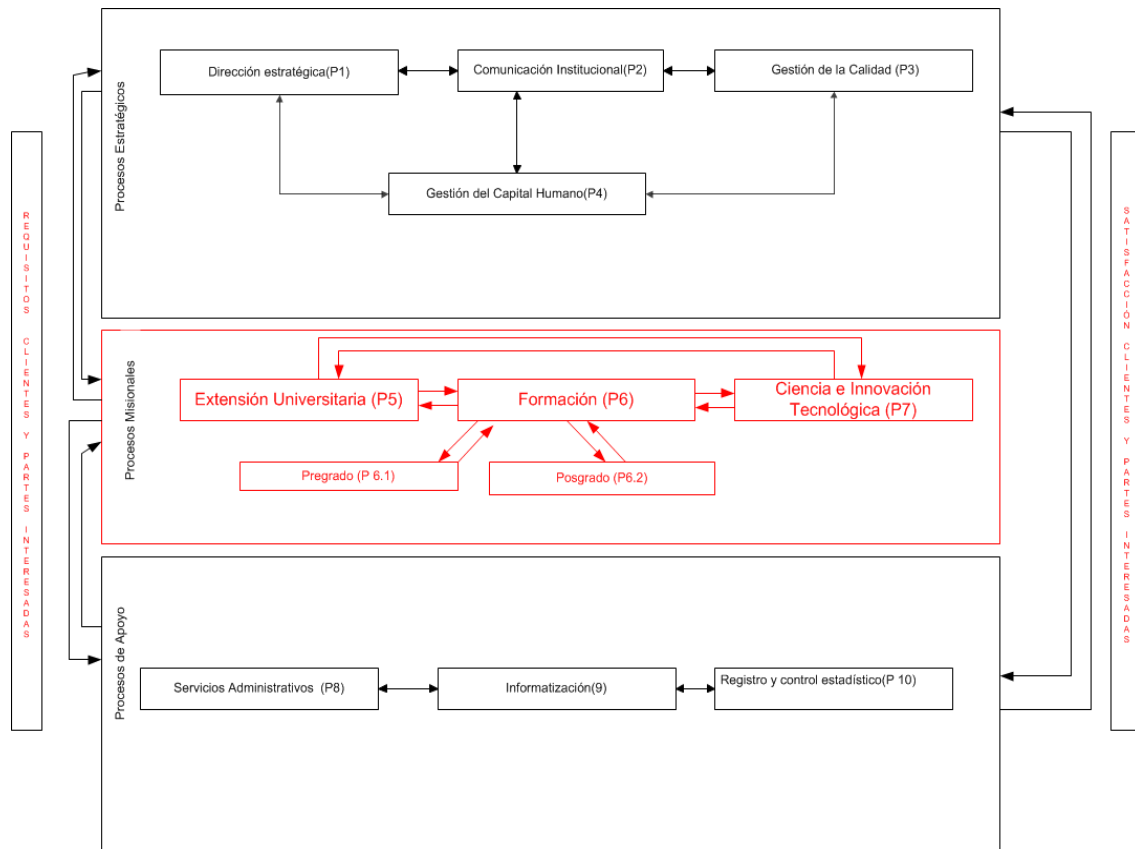 Procesos Estratégicos
Dirección estratégica(P1)
Comunicación Institucional(P2)
Gestión de la Calidad (P3)
Gestión del Capital Humano(P4)
REQUISITOS CLIENTES Y PARTES INTERESADAS
SATISFACCIÓN CLIENTES Y PARTES INTERESADAS
Procesos Misionales
Extensión Universitaria (P5)
Formación (P6)
Ciencia e Innovación
Tecnológica (P7)
Pregrado (P 6.1)
Posgrado (P6.2)
Procesos de Apoyo
Servicios Administrativos (P8)
Informatización(9)
Registro y control estadístico(P 10)